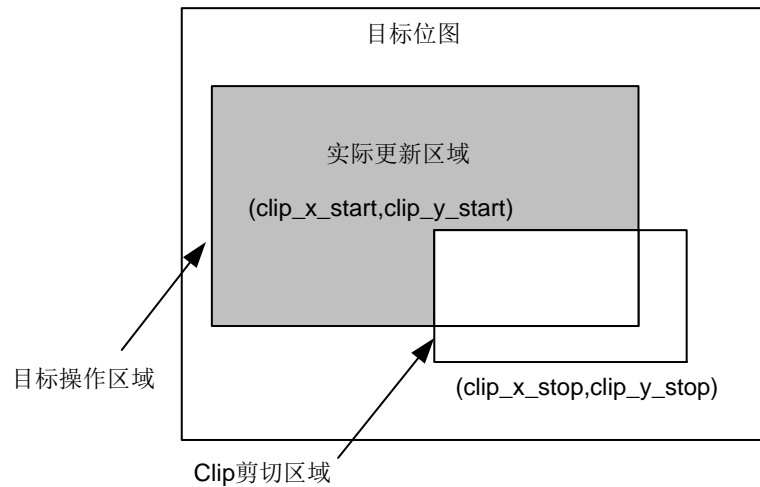 目标位图
实际更新区域
(clip_x_start,clip_y_start)
目标操作区域
(clip_x_stop,clip_y_stop)
Clip剪切区域